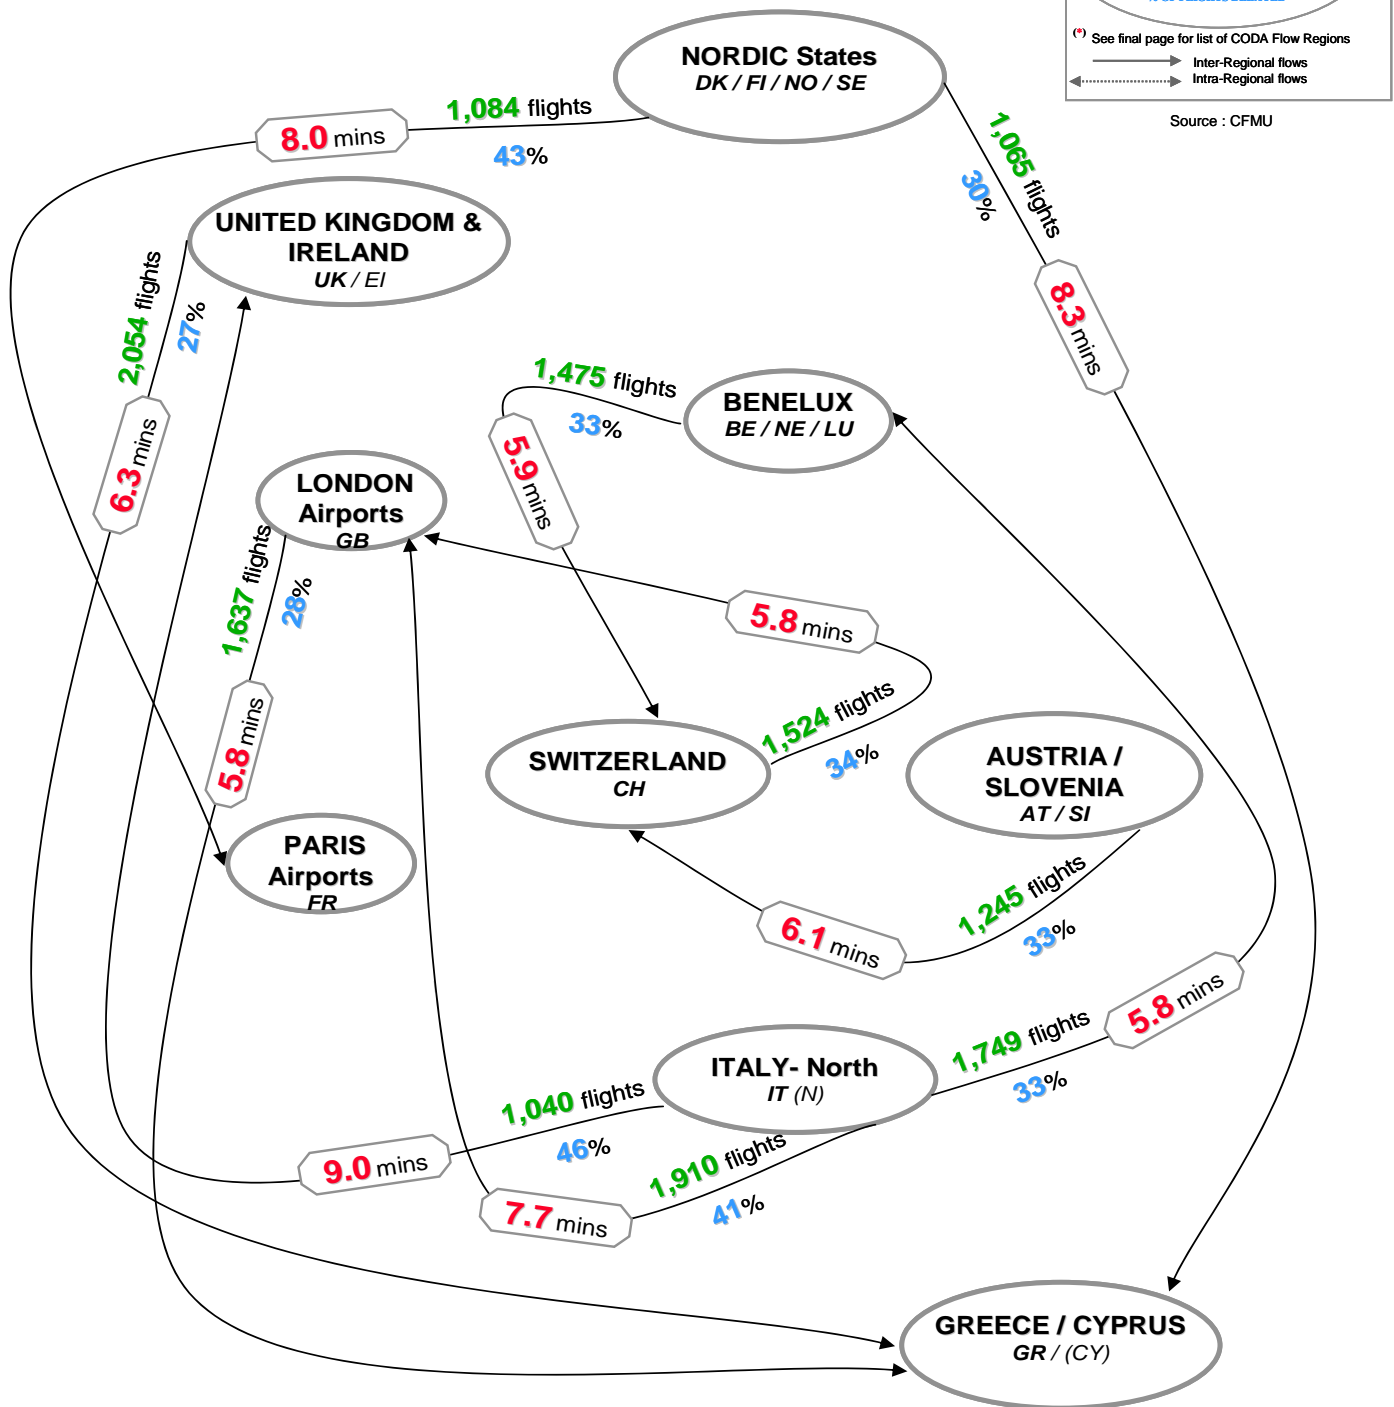 (*) See final page for list of CODA Flow Regions
Inter-Regional flows
Intra-Regional flows
Source : CFMU
NORDIC States
DK / FI / NO / SE
1,084 flights
8.0 mins
43%
1,065 flights
30%
8.3 mins
UNITED KINGDOM &
IRELAND
UK / EI
2,054 flights
27%
6.3 mins
1,475 flights
33%
5.9 mins
BENELUX
BE / NE / LU
LONDON
Airports
GB
1,637 flights
28%
5.8 mins
5.8 mins
1,524 flights
34%
SWITZERLAND
CH
AUSTRIA /
SLOVENIA
AT / SI
PARIS
Airports
FR
1,245 flights
33%
6.1 mins
5.8 mins
1,749 flights
33%
ITALY- North
IT (N)
1,040 flights
46%
9.0 mins
1,910 flights
41%
7.7 mins
GREECE / CYPRUS
GR / (CY)